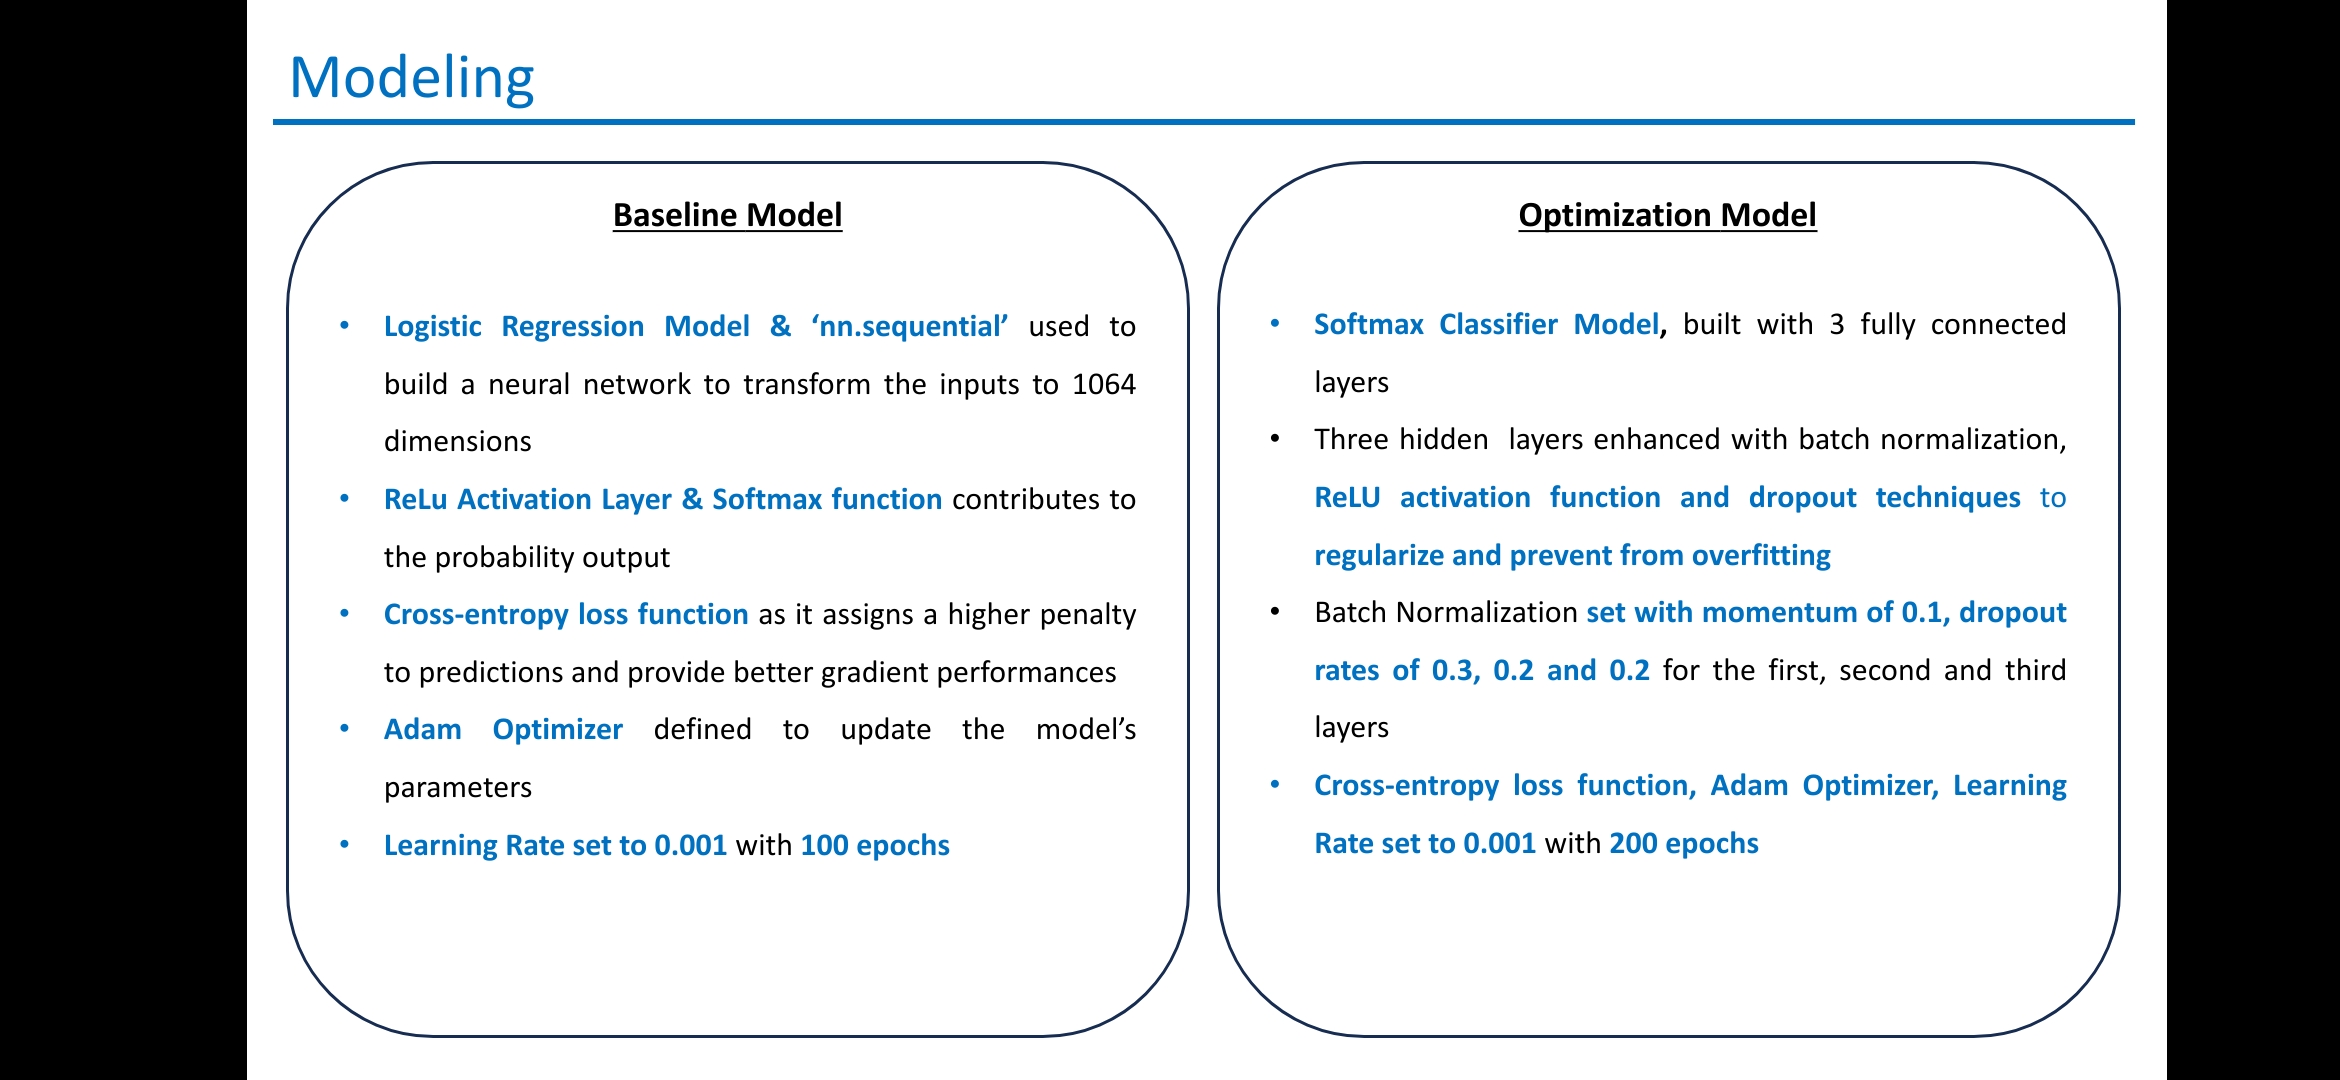 Modeling
Baseline Model
• Logistic Regression Model & ‘nn.sequential’ used to
build a neural network to transform the inputs to 1064
dimensions
• ReLu Activation Layer & Softmax function contributes to
the probability output
• Cross-entropy loss function as it assigns a higher penalty
to predictions and provide better gradient performances
• Adam Optimizer defined to update the model’s
parameters
• Learning Rate set to 0.001 with 100 epochs
Optimization Model
• Softmax Classifier Model, built with 3 fully connected
layers
• Three hidden layers enhanced with batch normalization,
ReLU activation function and dropout techniques to
regularize and prevent from overfitting
• Batch Normalization set with momentum of 0.1, dropout
rates of 0.3, 0.2 and 0.2 for the first, second and third
layers
• Cross-entropy loss function, Adam Optimizer, Learning
Rate set to 0.001 with 200 epochs